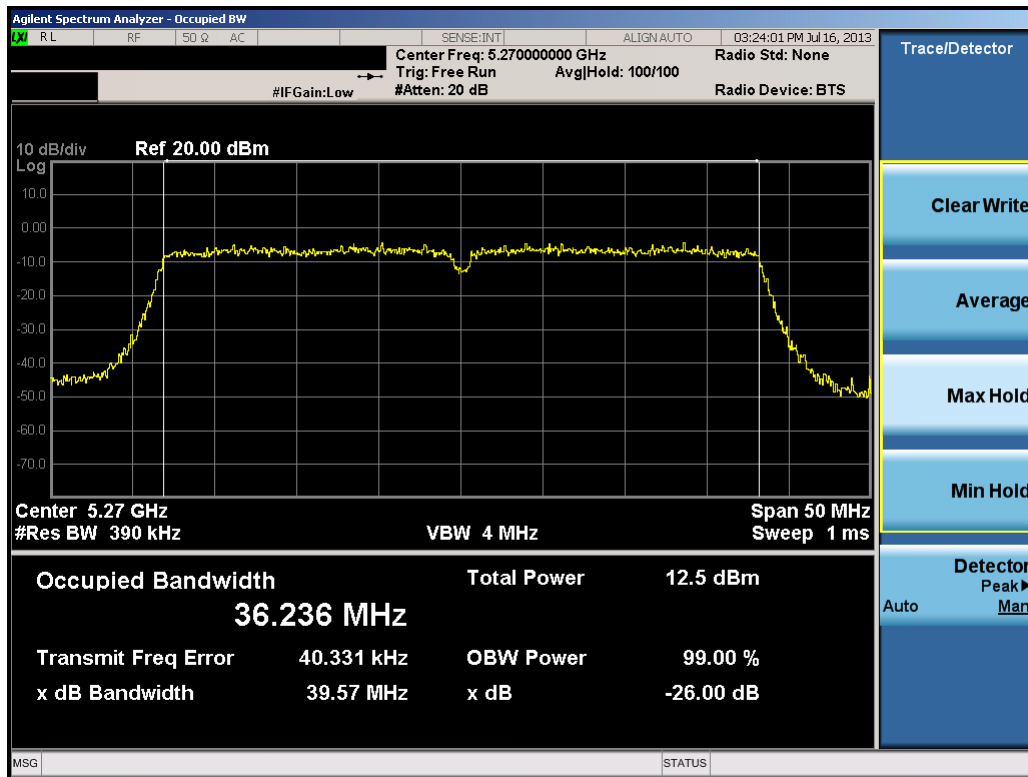 Agilent Spectrum Analyzer - Occupied BW
LXI RL RF 50 Ω AC SENSE:INT ALIGN AUTO 03:24:01 PM Jul 16, 2013
Center Freq: 5.270000000 GHz Radio Std: None
Trig: Free Run Avg|Hold: 100/100
#IFGain:Low #Atten: 20 dB Radio Device: BTS
Trace/Detector
10 dB/div Ref 20.00 dBm
Log
10.0
0.00
-10.0
-20.0
-30.0
-40.0
-50.0
-60.0
-70.0
Center 5.27 GHz Span 50 MHz
#Res BW 390 kHz VBW 4 MHz Sweep 1 ms
Occupied Bandwidth Total Power 12.5 dBm
36.236 MHz
Transmit Freq Error 40.331 kHz OBW Power 99.00 %
x dB Bandwidth 39.57 MHz x dB -26.00 dB
Clear Write
Average
Max Hold
Min Hold
Detector
Peak▶
Auto Man
MSG STATUS